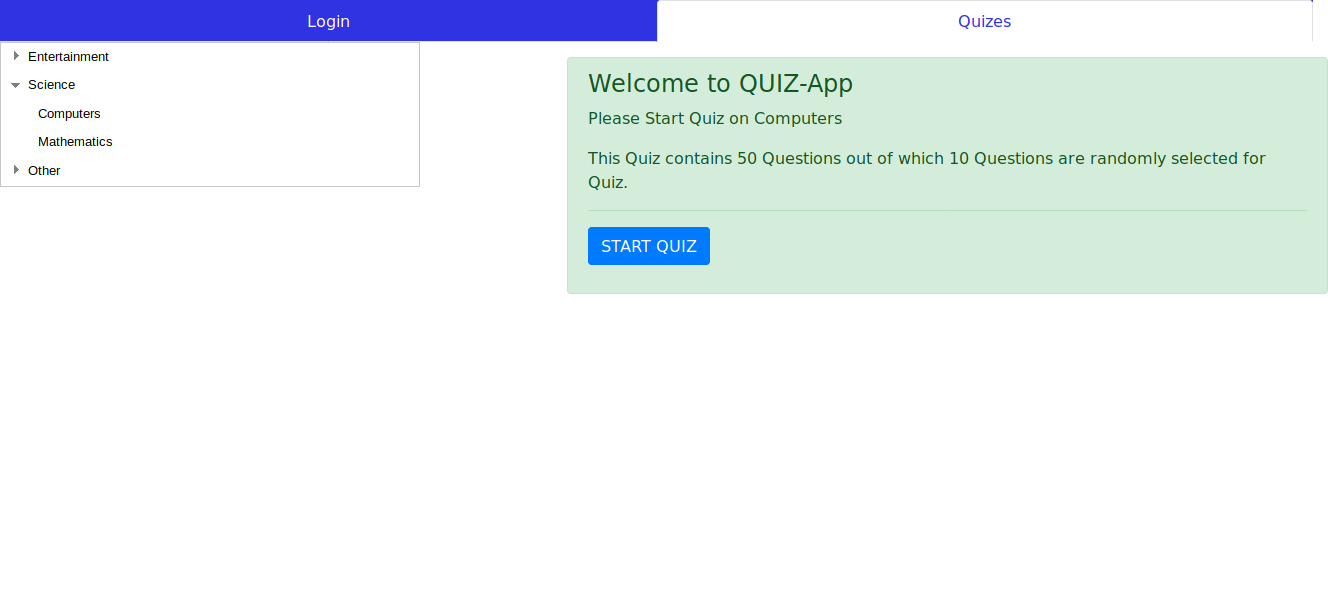 Login
Quizes
Entertainment
Science
Computers
Mathematics
Other
Welcome to QUIZ-App
Please Start Quiz on Computers
This Quiz contains 50 Questions out of which 10 Questions are randomly selected for
Quiz.
START QUIZ